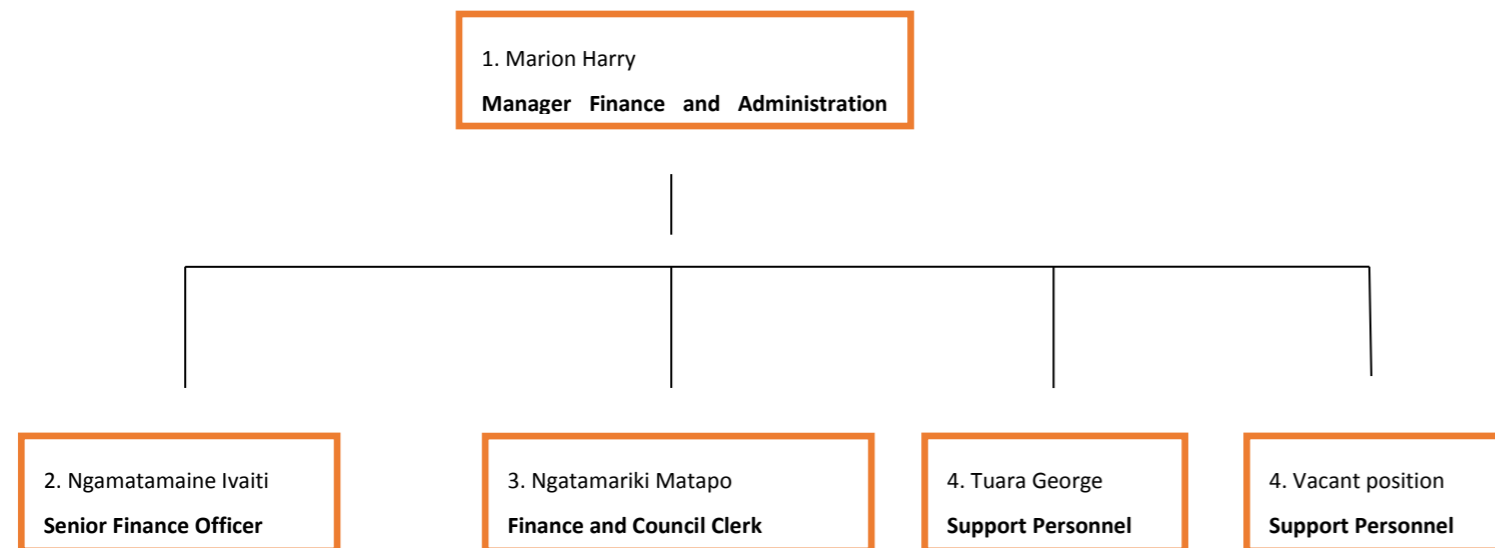 1. Marion Harry
Manager Finance and Administration
2. Ngamatamaine Ivaiti
Senior Finance Officer
3. Ngatamariki Matapo
Finance and Council Clerk
4. Tuara George
Support Personnel
4. Vacant position
Support Personnel